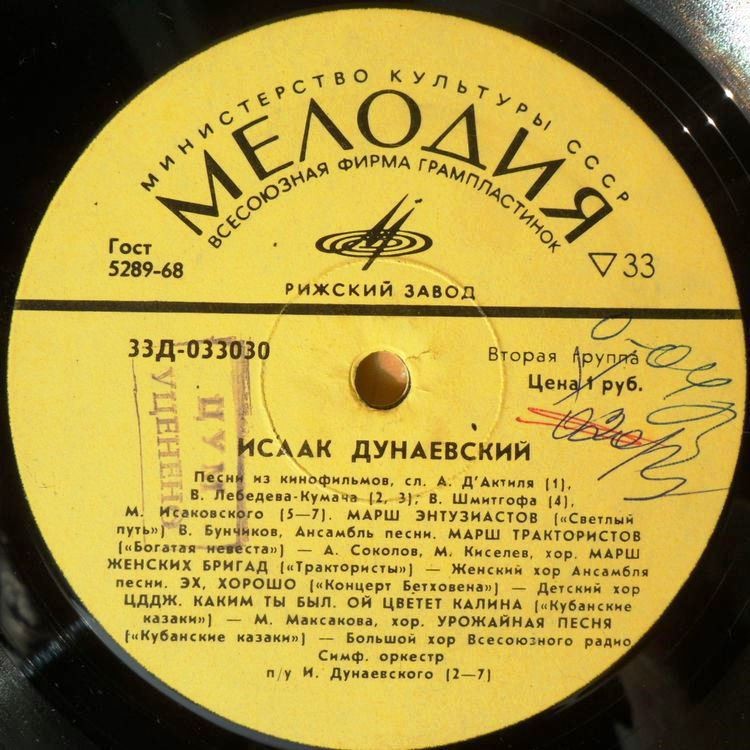 МИНИСТЕРСТВО КУЛЬТУРЫ СССР
МЕЛОДИЯ
ВСЕСОЮЗНАЯ ФИРМА ГРАМПЛАСТИНОК
Гост
5289-68
33
РИЖСКИЙ ЗАВОД
33Д-033030
Вторая группа
Цена 1 руб.
ЦУМ
УЦЕНЕНО
ИСААК ДУНАЕВСКИЙ
Песни из кинофильмов, сл. А. Д'Актиля (1),
В. Лебедева-Кумача (2, 3); В. Шмитгофа (4),
М. Исаковского (5—7). МАРШ ЭНТУЗИАСТОВ («Светлый
путь») В. Бунчиков, Ансамбль песни. МАРШ ТРАКТОРИСТОВ
(«Богатая невеста») — А. Соколов, М. Киселев, хор. МАРШ
ЖЕНСКИХ БРИГАД («Трактористы») — Женский хор Ансамбля
песни. ЭХ, ХОРОШО («Концерт Бетховена») — Детский хор
ЦДДЖ. КАКИМ ТЫ БЫЛ. ОЙ ЦВЕТЕТ КАЛИНА («Кубанские
казаки») — М. Максакова, хор. УРОЖАЙНАЯ ПЕСНЯ
(«Кубанские казаки») — Большой хор Всесоюзного радио
Симф. оркестр
п/у И. Дунаевского (2—7)